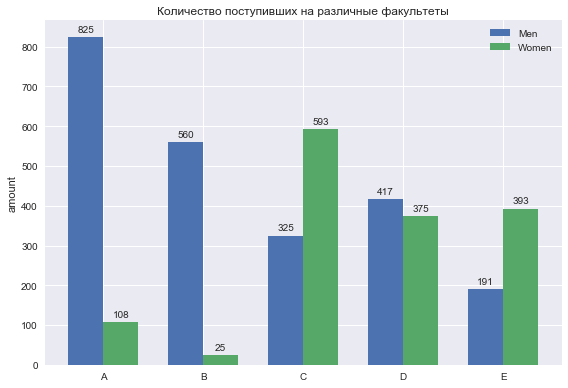 Количество поступивших на различные факультеты
Men
Women
amount
800
700
600
500
400
300
200
100
0
825
108
560
25
325
593
417
375
191
393
A
B
C
D
E